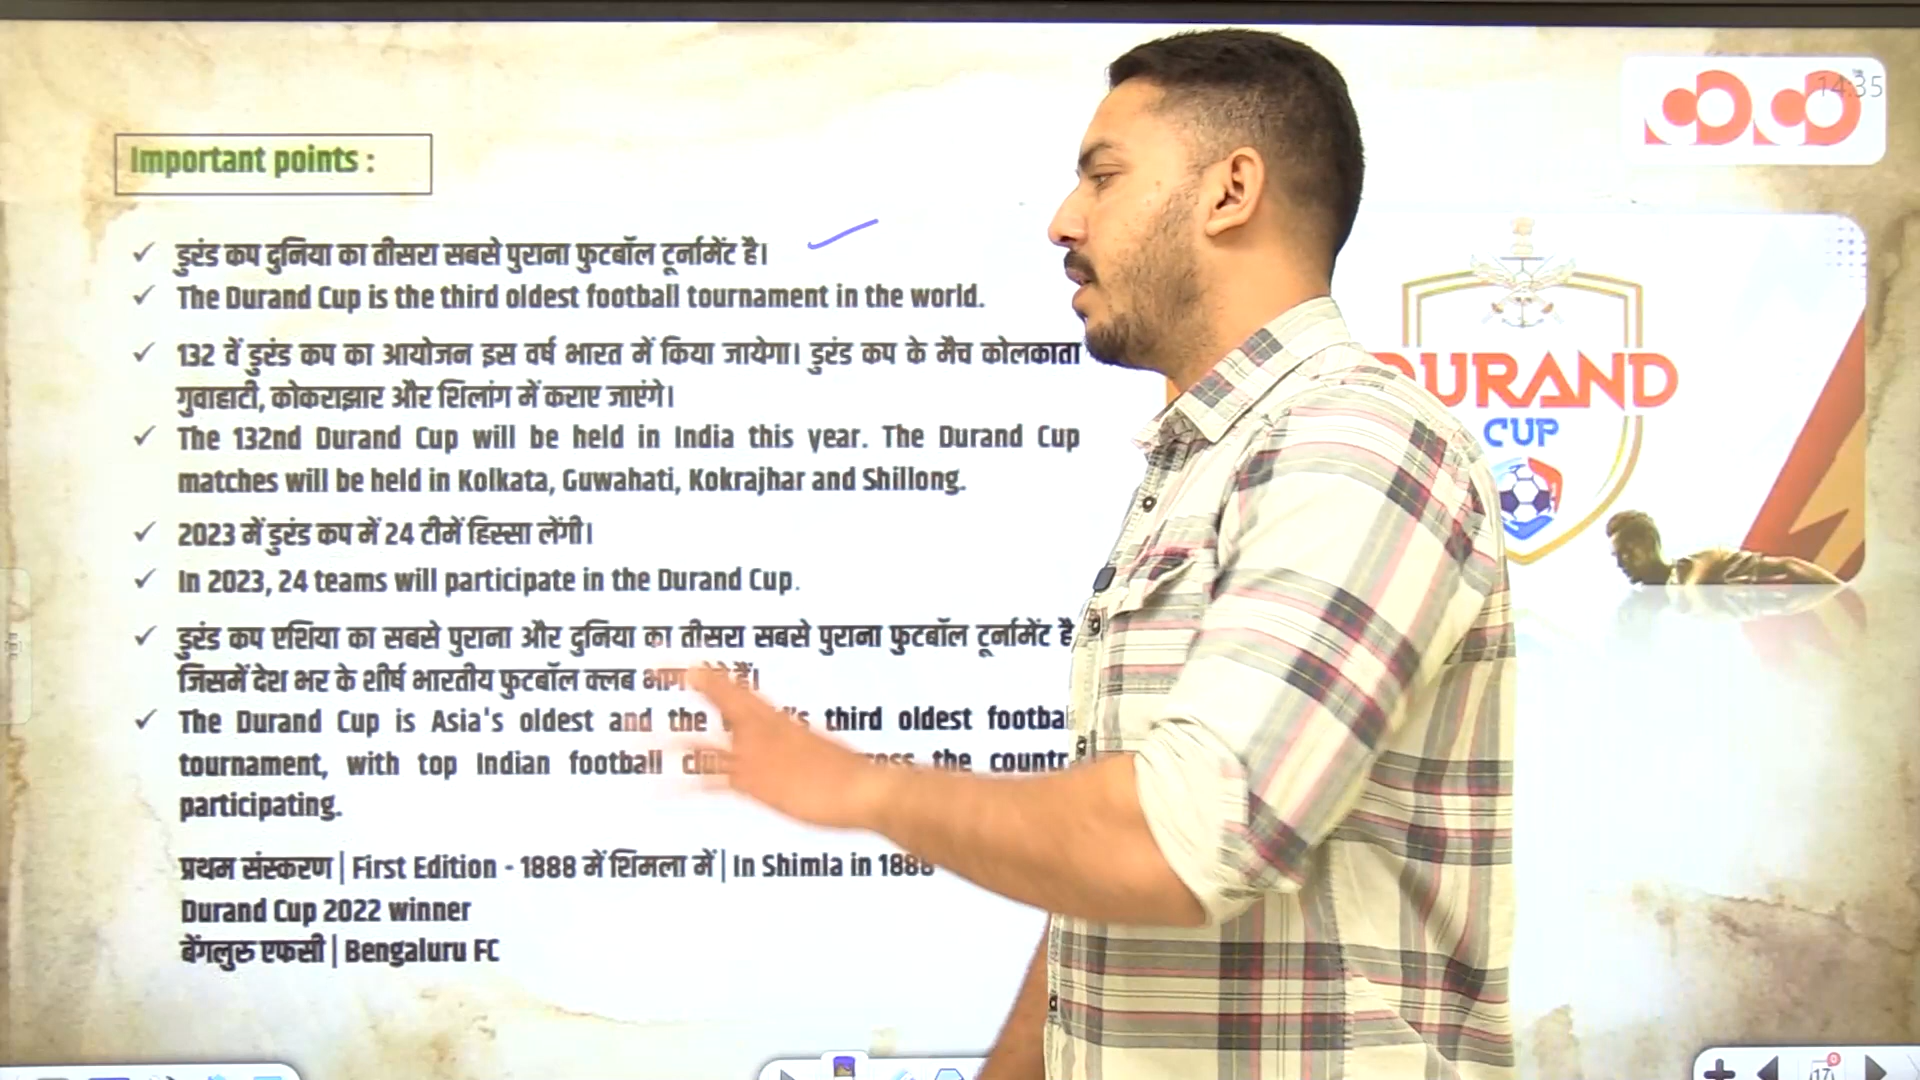 14:35
Important points :
डुरंड कप दुनिया का तीसरा सबसे पुराना फुटबॉल टूर्नामेंट है।
The Durand Cup is the third oldest football tournament in the world.
132 वें डुरंड कप का आयोजन इस वर्ष भारत में किया जायेगा। डुरंड कप के मैच कोलकाता
गुवाहाटी, कोकराझार और शिलांग में कराए जाएंगे।
The 132nd Durand Cup will be held in India this year. The Durand Cup
matches will be held in Kolkata, Guwahati, Kokrajhar and Shillong.
2023 में डुरंड कप में 24 टीमें हिस्सा लेंगी।
In 2023, 24 teams will participate in the Durand Cup.
डुरंड कप एशिया का सबसे पुराना और दुनिया का तीसरा सबसे पुराना फुटबॉल टूर्नामेंट है
जिसमें देश भर के शीर्ष भारतीय फुटबॉल क्लब भाग हैं।
The Durand Cup is Asia's oldest and the third oldest
tournament, with top Indian football the
participating.
प्रथम संस्करण | First Edition - 1888 में शिमला में | In Shimla in 1888
Durand Cup 2022 winner
बेंगलुरु एफसी | Bengaluru FC
DURAND
CUP
17